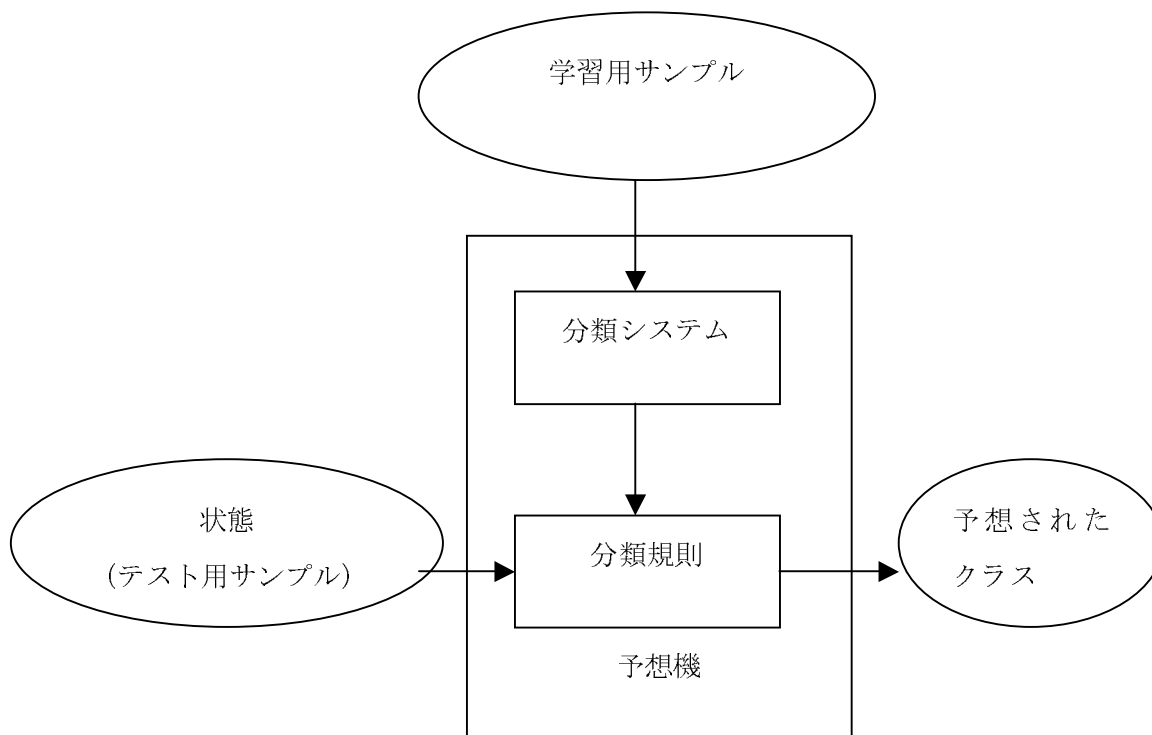 学習用サンプル
分類システム
状態
(テスト用サンプル)
分類規則
予想された
クラス
予想機